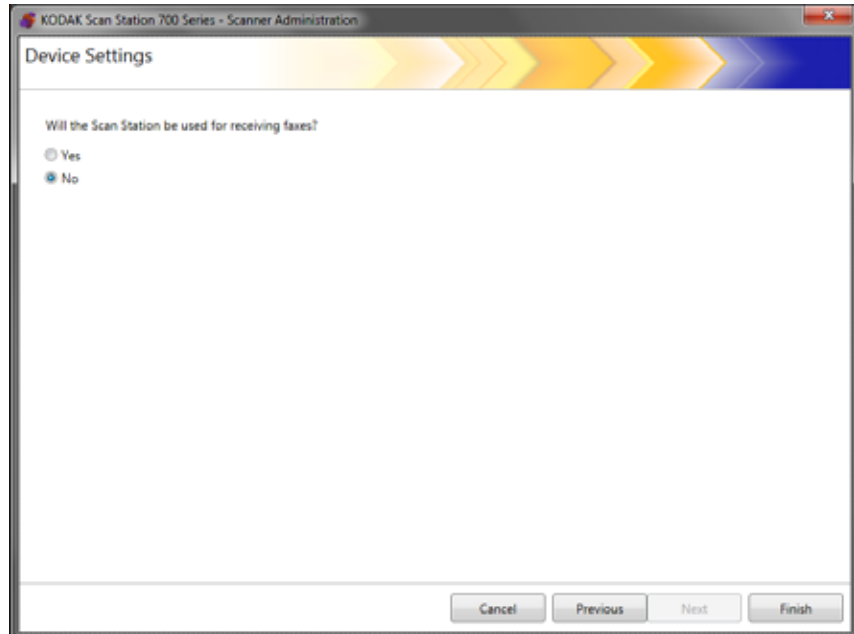 KODAK Scan Station 700 Series - Scanner Administration
Device Settings
Will the Scan Station be used for receiving faxes?
Yes
No
Cancel Previous Next Finish